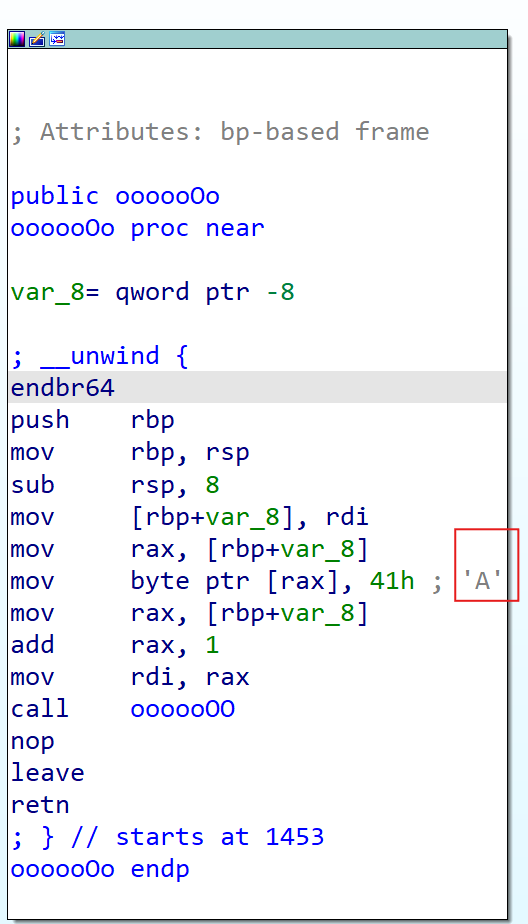 ; Attributes: bp-based frame
public oooooOo
oooooOo proc near
var_8= qword ptr -8
; __unwind {
endbr64
push rbp
mov rbp, rsp
sub rsp, 8
mov [rbp+var_8], rdi
mov rax, [rbp+var_8]
mov byte ptr [rax], 41h ; 'A'
mov rax, [rbp+var_8]
add rax, 1
mov rdi, rax
call oooooOO
nop
leave
retn
; } // starts at 1453
oooooOo endp